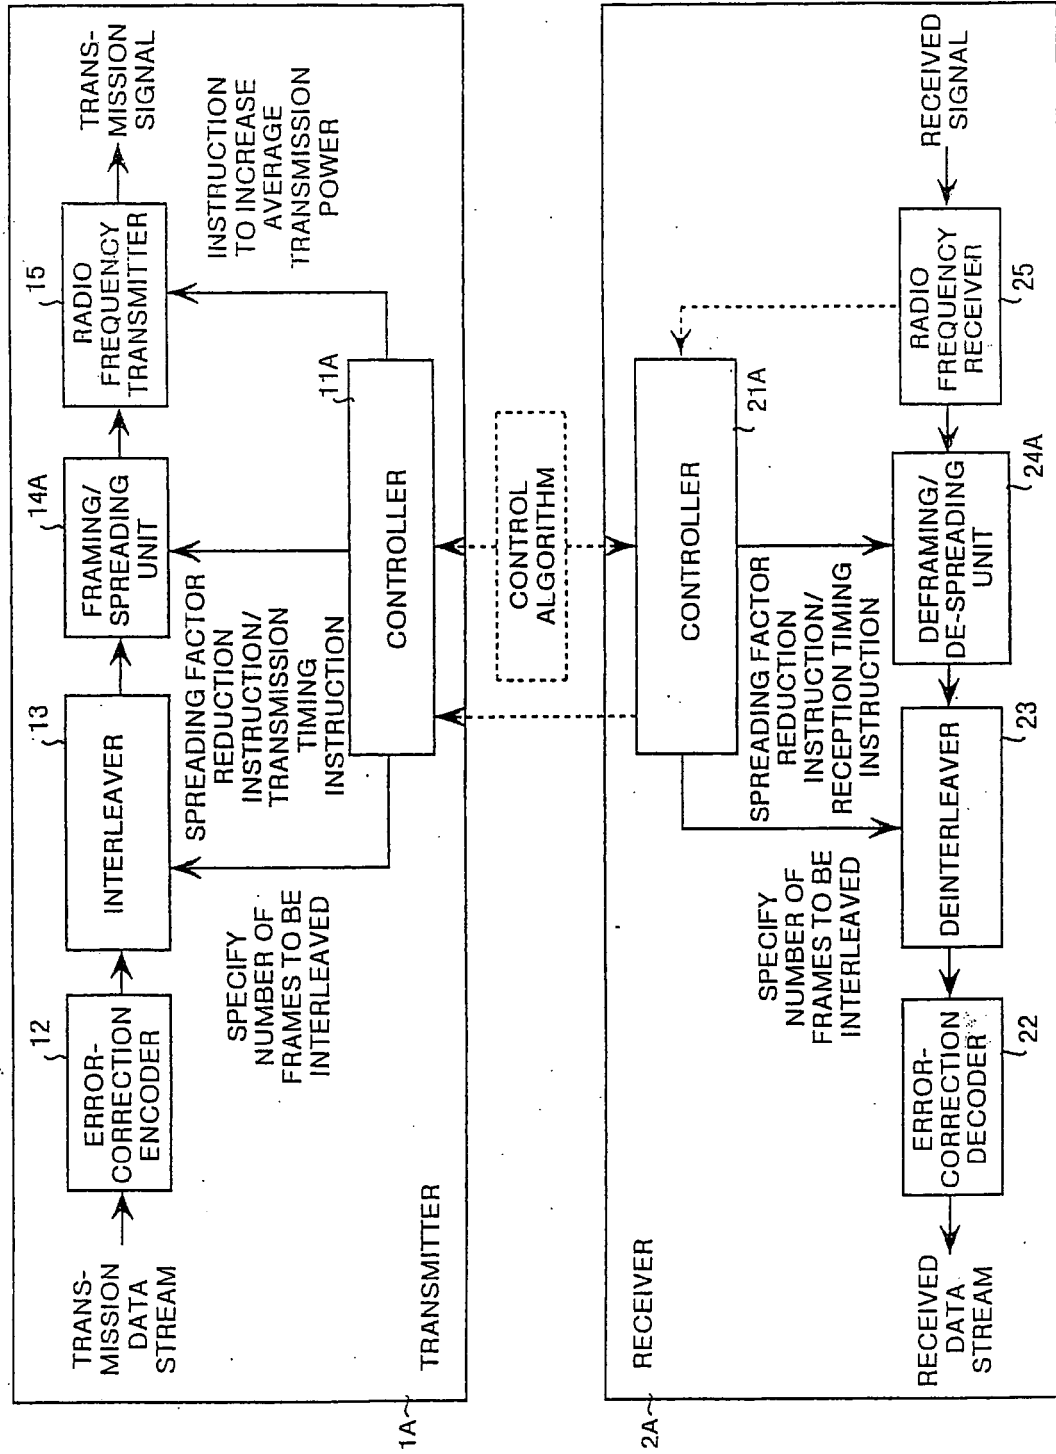 1A
TRANS-
MISSION
DATA
STREAM
12
ERROR-
CORRECTION
ENCODER
13
INTERLEAVER
14A
FRAMING/
SPREADING
UNIT
15
RADIO
FREQUENCY
TRANSMITTER
TRANS-
MISSION
SIGNAL
SPECIFY
NUMBER OF
FRAMES TO BE
INTERLEAVED
SPREADING FACTOR
REDUCTION
INSTRUCTION/
TRANSMISSION
TIMING
INSTRUCTION
INSTRUCTION
TO INCREASE
AVERAGE
TRANSMISSION
POWER
11A
CONTROLLER
TRANSMITTER
CONTROL
ALGORITHM
2A
RECEIVER
CONTROLLER
21A
SPECIFY
NUMBER OF
FRAMES TO BE
INTERLEAVED
SPREADING FACTOR
REDUCTION
INSTRUCTION/
RECEPTION TIMING
INSTRUCTION
RECEIVED
SIGNAL
RECEIVED
DATA
STREAM
ERROR-
CORRECTION
DECODER
22
DEINTERLEAVER
23
DEFRAMING/
DE-SPREADING
UNIT
24A
RADIO
FREQUENCY
RECEIVER
25